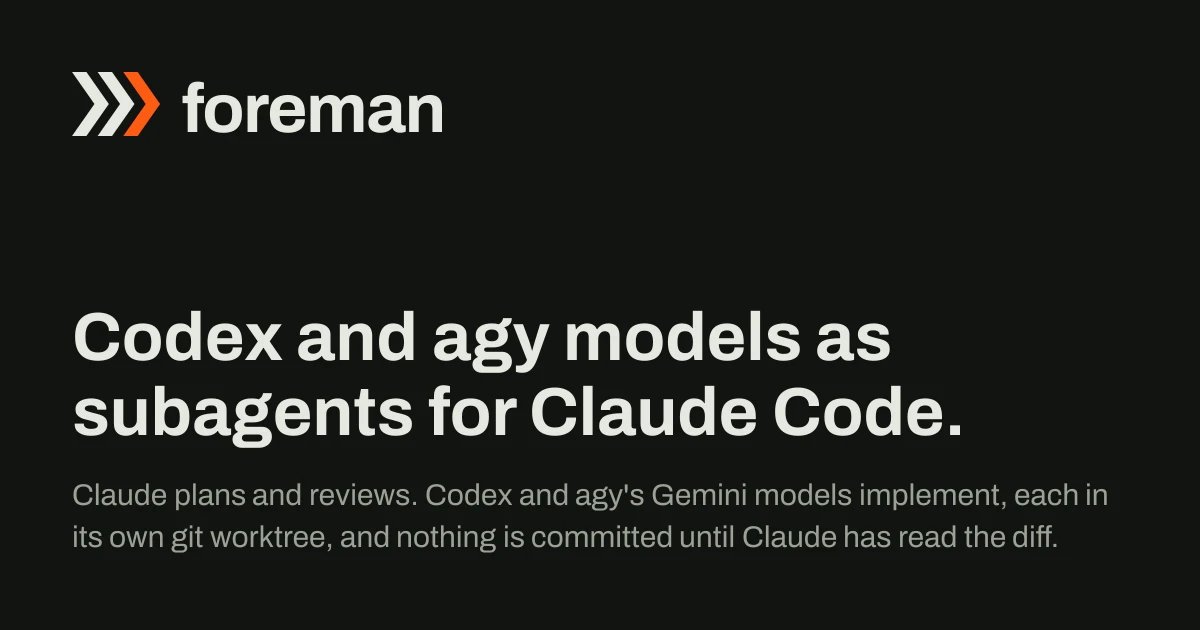 foreman
Codex and agy models as
subagents for Claude Code.
Claude plans and reviews. Codex and agy's Gemini models implement, each in
its own git worktree, and nothing is committed until Claude has read the diff.